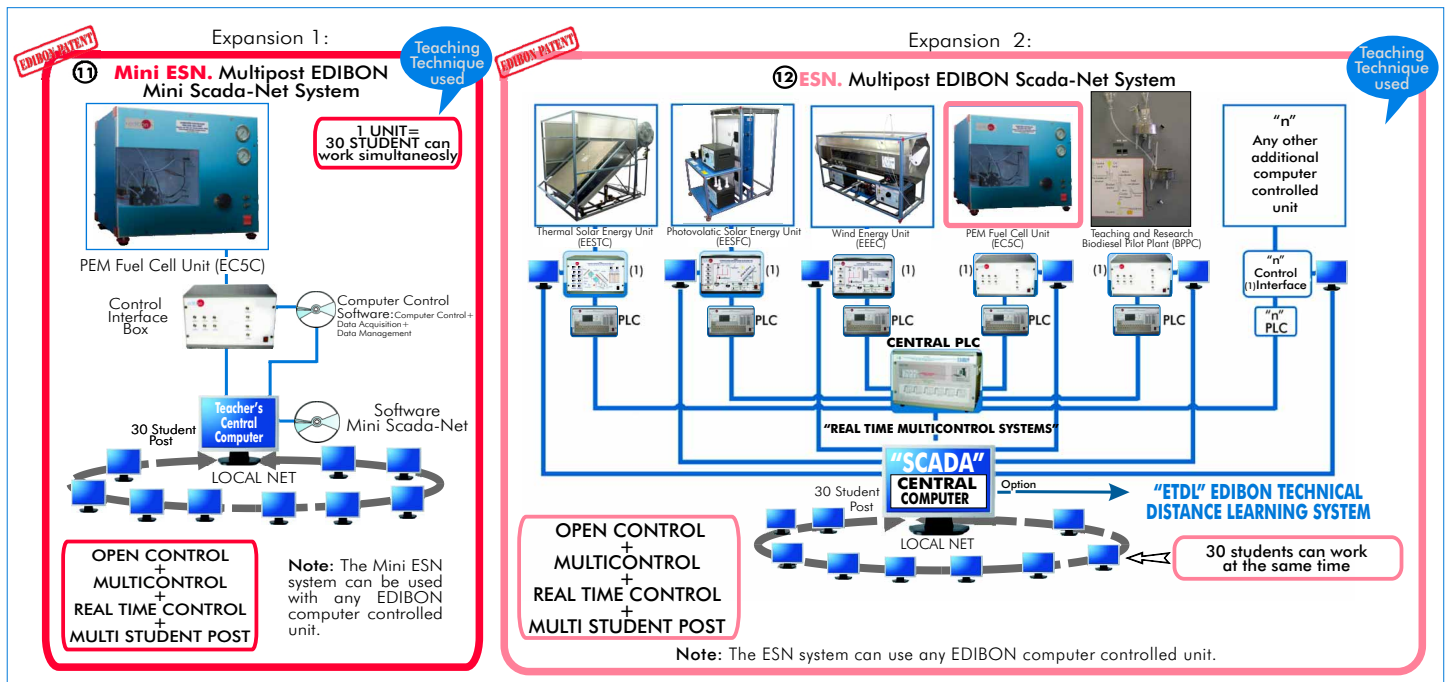 Expansion 1:
EDIBON PATENT
Teaching
Technique
used
11 Mini ESN. Multipost EDIBON
Mini Scada-Net System
1 UNIT=
30 STUDENT can
work simultaneosly
PEM Fuel Cell Unit (EC5C)
Control
Interface
Box
Computer Control
Software:Computer Control+
Data Acquisition+
Data Management
Teacher's
Central
Computer
Software
Mini Scada-Net
30 Student
Post
LOCAL NET
OPEN CONTROL
+
MULTICONTROL
+
REAL TIME CONTROL
+
MULTI STUDENT POST
Note: The Mini ESN
system can be used
with any EDIBON
computer controlled
unit.
Expansion 2:
EDIBON PATENT
Teaching
Technique
used
12 ESN. Multipost EDIBON Scada-Net System
Thermal Solar Energy Unit
(EESTC)
Photovolatic Solar Energy Unit
(EESFC)
Wind Energy Unit
(EEEC)
PEM Fuel Cell Unit
(EC5C)
Teaching and Research
Biodiesel Pilot Plant (BPPC)
"n"
Any other
additional
computer
controlled
unit
(1)
(1)
(1)
(1)
(1)
"n"
Control
(1)Interface
PLC
PLC
PLC
PLC
PLC
"n"
PLC
CENTRAL PLC
"REAL TIME MULTICONTROL SYSTEMS"
"SCADA"
CENTRAL
COMPUTER
Option
"ETDL" EDIBON TECHNICAL
DISTANCE LEARNING SYSTEM
30 Student
Post
LOCAL NET
30 students can work
at the same time
OPEN CONTROL
+
MULTICONTROL
+
REAL TIME CONTROL
+
MULTI STUDENT POST
Note: The ESN system can use any EDIBON computer controlled unit.